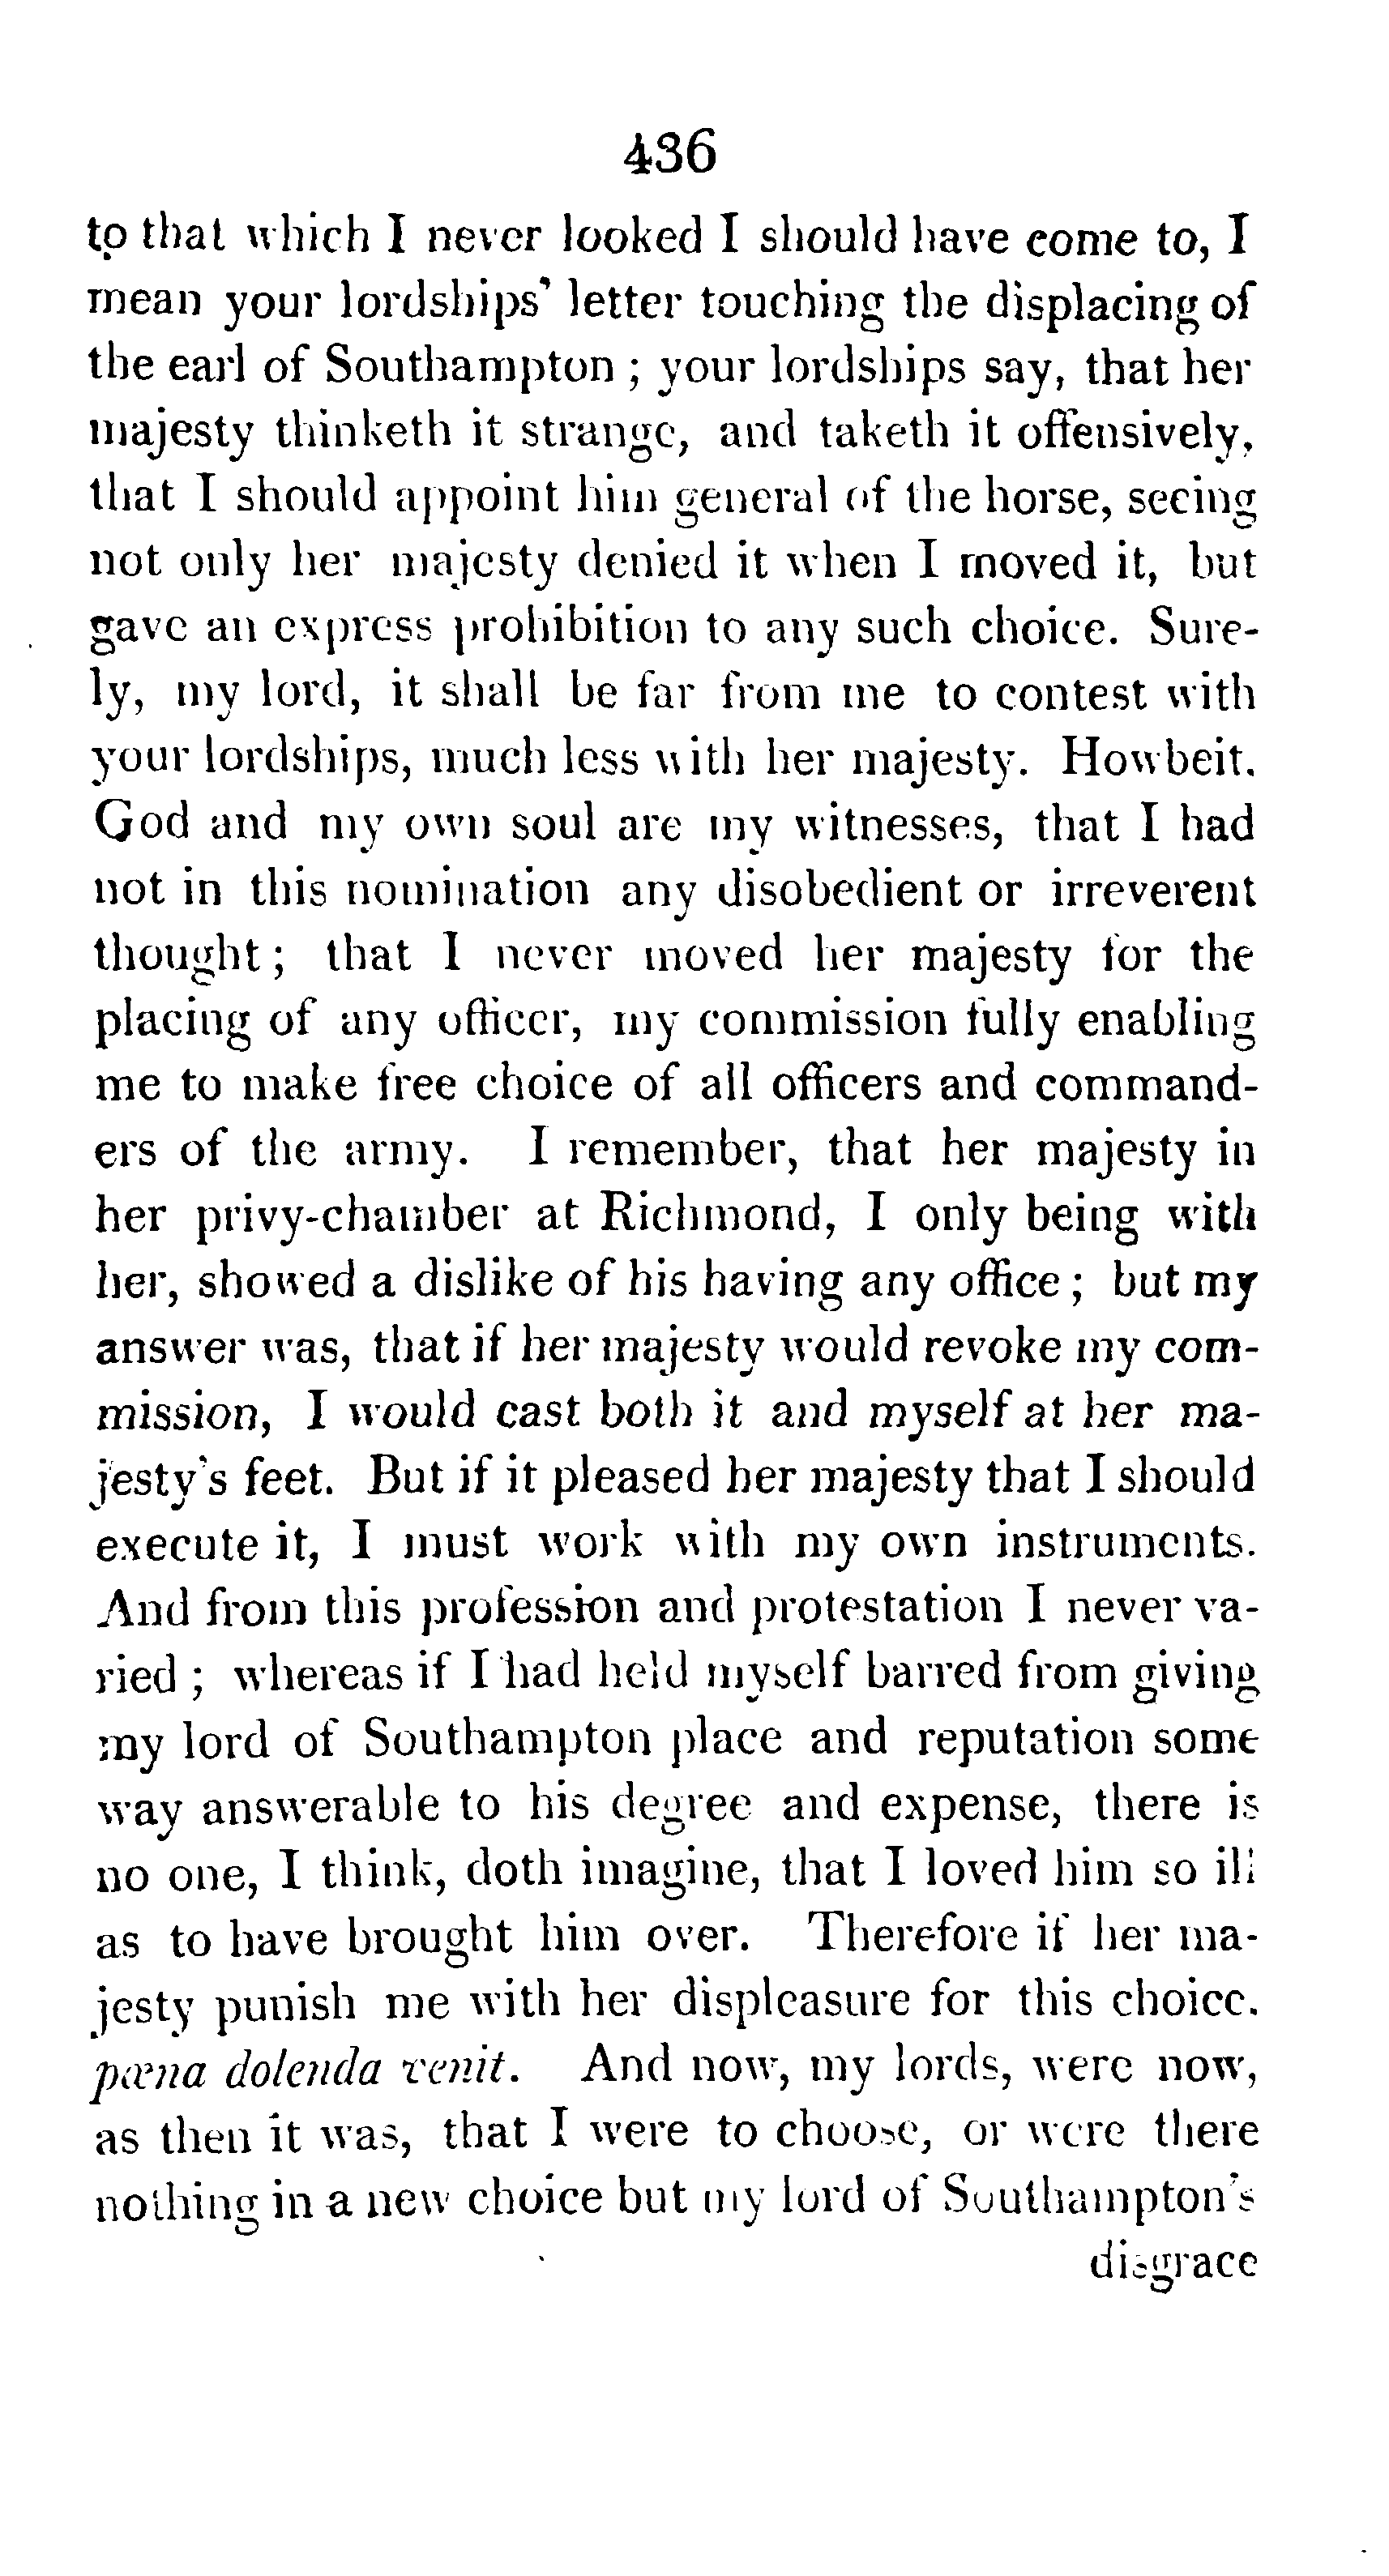 436
to that which I never looked I should have come to, I
mean your lordships' letter touching the displacing of
the earl of Southampton ; your lordships say, that her
majesty thinketh it strange, and taketh it offensively,
that I should appoint him general of the horse, seeing
not only her majesty denied it when I moved it, but
gave an express prohibition to any such choice. Sure-
ly, my lord, it shall be far from me to contest with
your lordships, much less with her majesty. Howbeit.
God and my own soul are my witnesses, that I had
not in this nomination any disobedient or irreverent
thought ; that I never moved her majesty for the
placing of any officer, my commission fully enabling
me to make free choice of all officers and command-
ers of the army. I remember, that her majesty in
her privy-chamber at Richmond, I only being with
her, showed a dislike of his having any office ; but my
answer was, that if her majesty would revoke my com-
mission, I would cast both it and myself at her ma-
jesty's feet. But if it pleased her majesty that I should
execute it, I must work with my own instruments.
And from this profession and protestation I never va-
ried ; whereas if I had held myself barred from giving
my lord of Southampton place and reputation some
way answerable to his degree and expense, there is
no one, I think, doth imagine, that I loved him so ill
as to have brought him over. Therefore if her ma-
jesty punish me with her displeasure for this choice.
pœna dolenda venit. And now, my lords, were now,
as then it was, that I were to choose, or were there
nothing in a new choice but my lord of Southampton's
disgrace